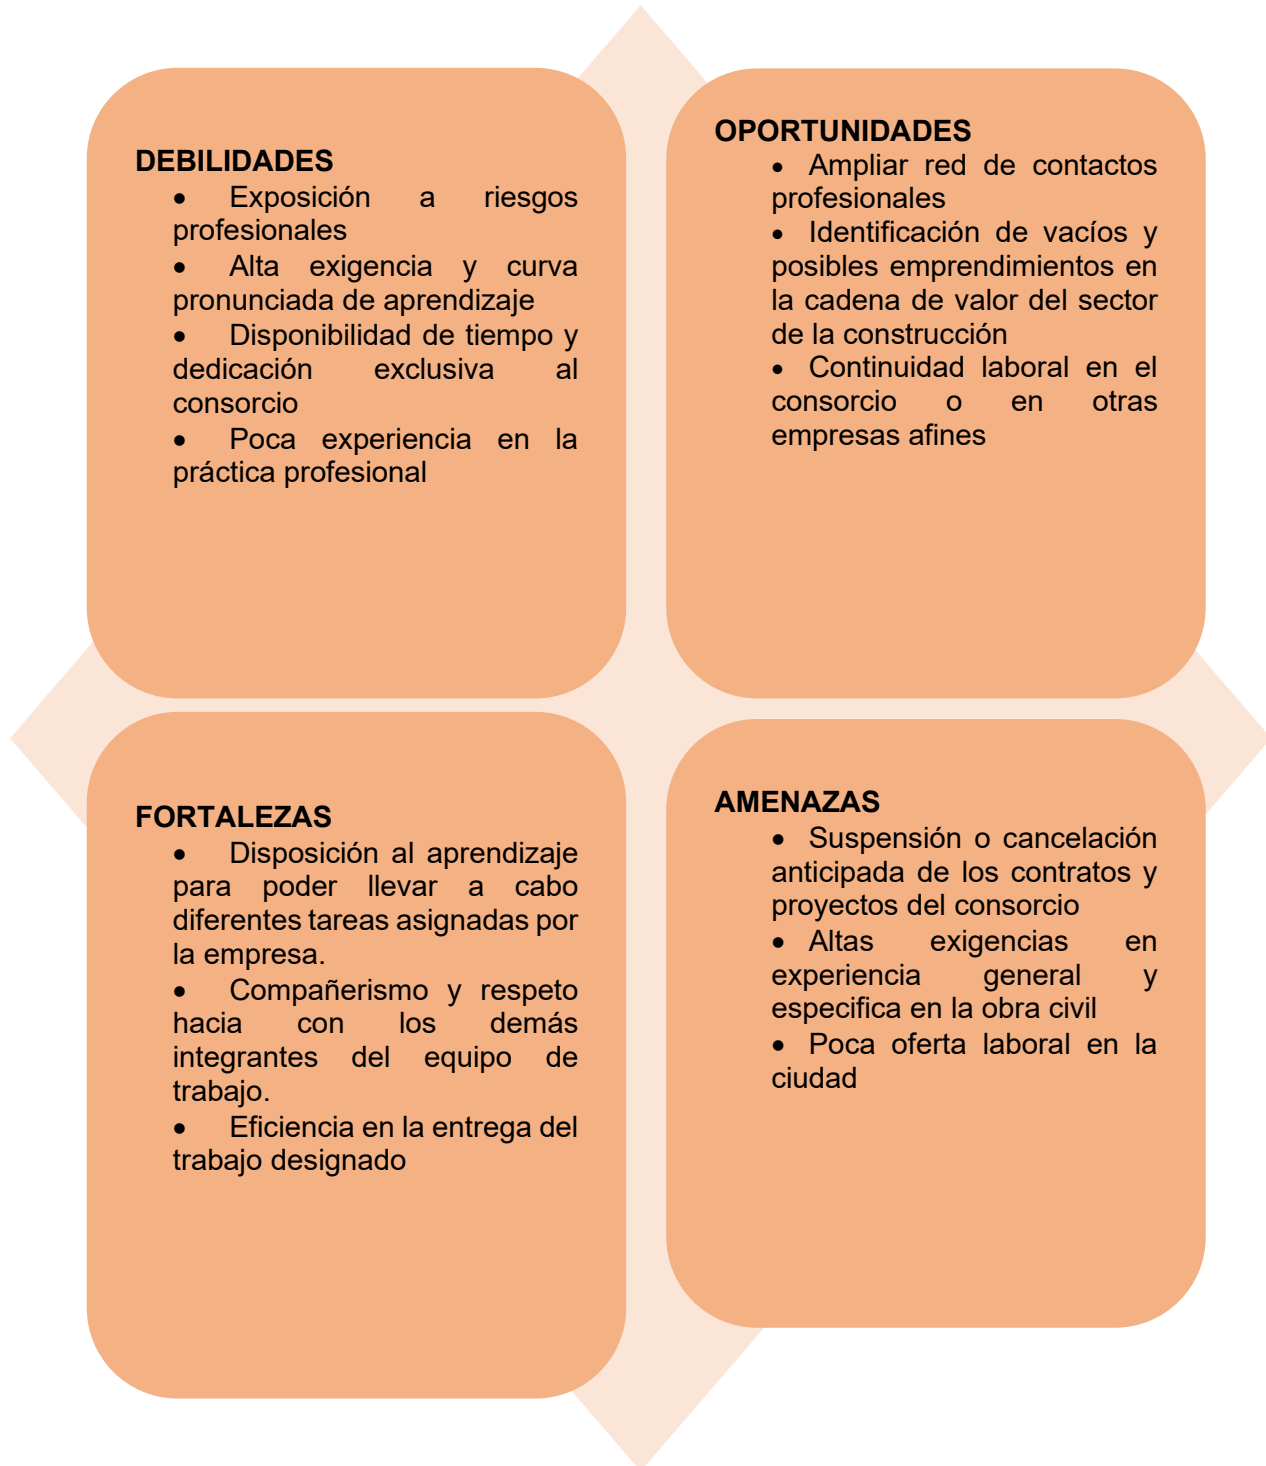 DEBILIDADES
• Exposición a riesgos
profesionales
• Alta exigencia y curva
pronunciada de aprendizaje
• Disponibilidad de tiempo y
dedicación exclusiva al
consorcio
• Poca experiencia en la
práctica profesional
OPORTUNIDADES
• Ampliar red de contactos
profesionales
• Identificación de vacíos y
posibles emprendimientos en
la cadena de valor del sector
de la construcción
• Continuidad laboral en el
consorcio o en otras
empresas afines
FORTALEZAS
• Disposición al aprendizaje
para poder llevar a cabo
diferentes tareas asignadas por
la empresa.
• Compañerismo y respeto
hacia con los demás
integrantes del equipo de
trabajo.
• Eficiencia en la entrega del
trabajo designado
AMENAZAS
• Suspensión o cancelación
anticipada de los contratos y
proyectos del consorcio
• Altas exigencias en
experiencia general y
especifica en la obra civil
• Poca oferta laboral en la
ciudad